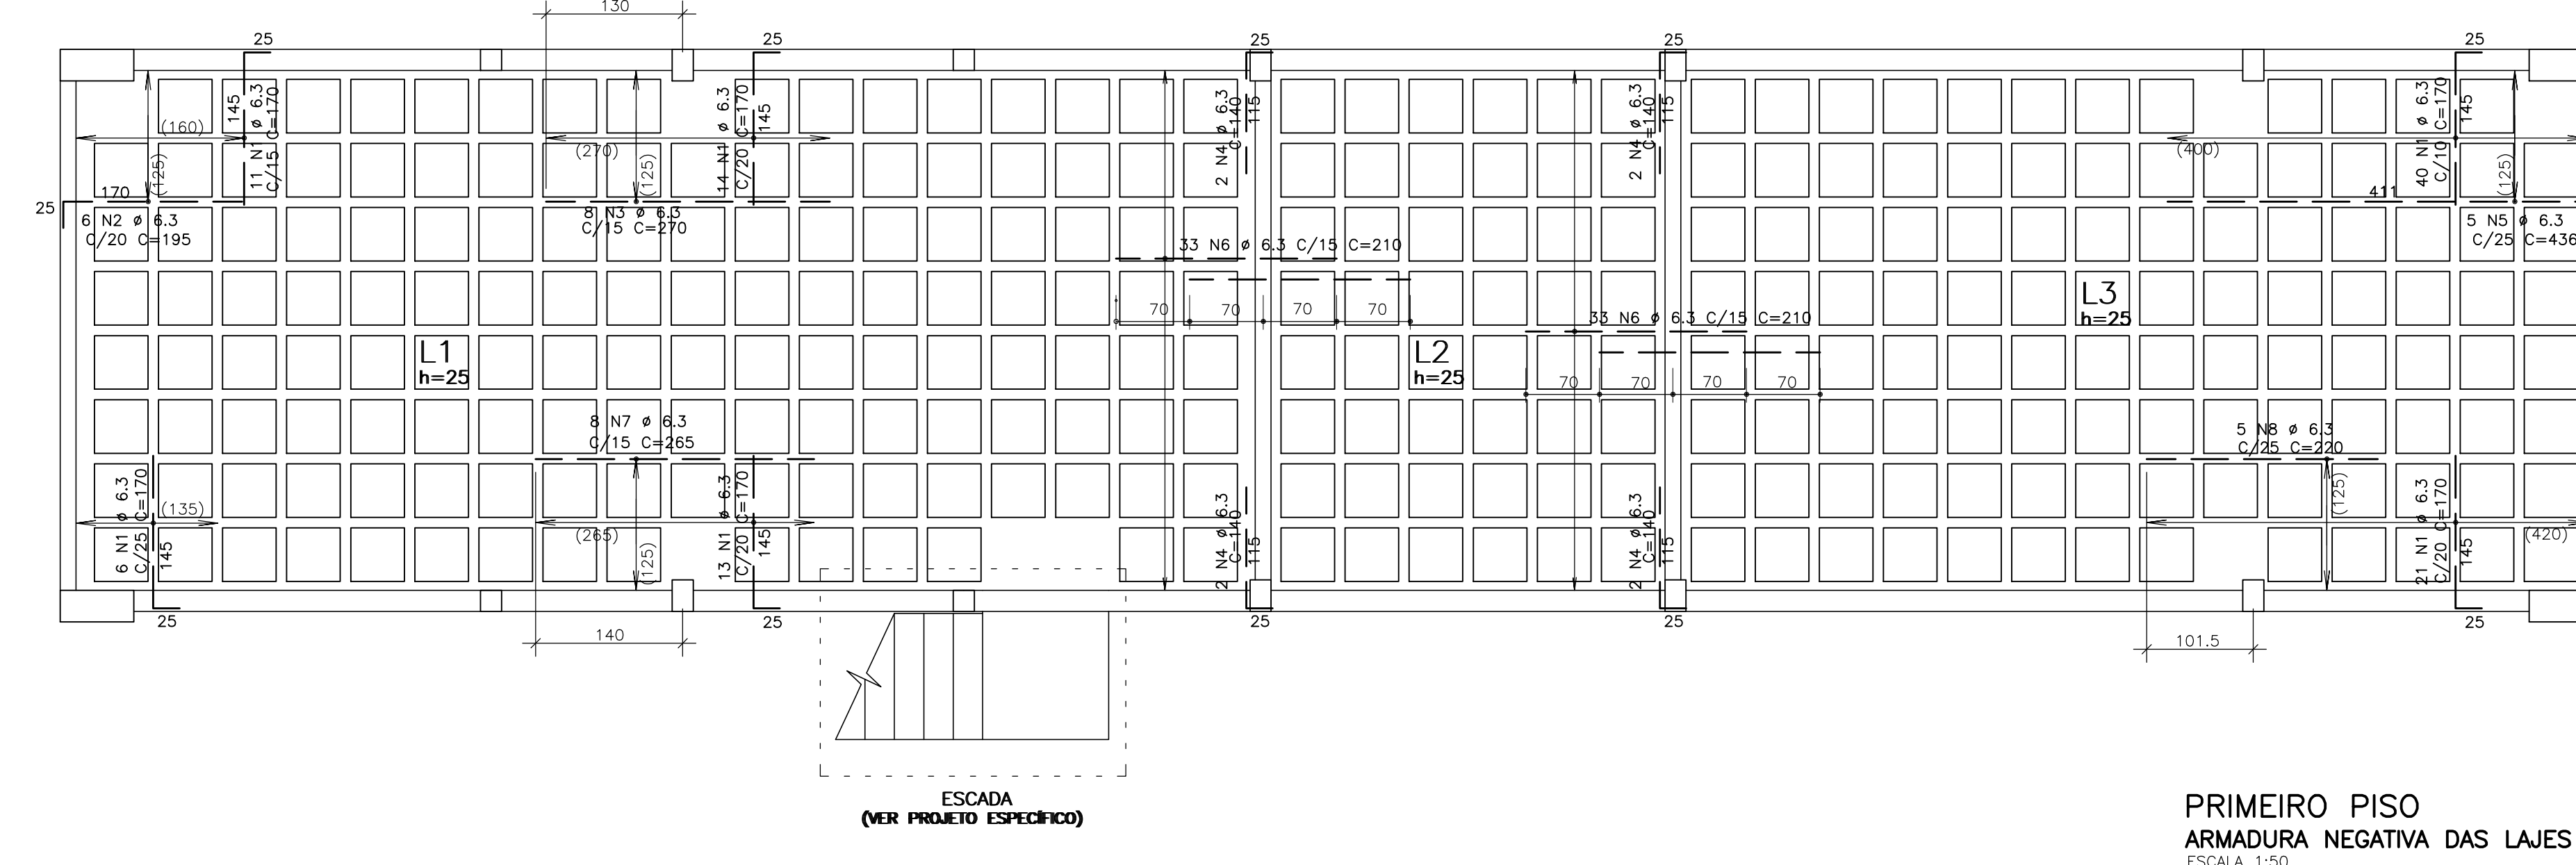 130
25
25
25
25
25
11 N1 ø 6.3
C/15 C=170
145
(160)
(125)
170
25
6 N2 ø 6.3
C/20 C=195
(270)
(125)
8 N3 ø 6.3
C/15 C=270
14 N1 ø 6.3
C/20 C=170
145
2 N4 ø 6.3
C=140
115
2 N4 ø 6.3
C=140
115
(400)
40 N1 ø 6.3
C/10 C=170
145
(125)
411
5 N5 ø 6.3
C/25 C=436
33 N6 ø 6.3 C/15 C=210
70 70 70 70
33 N6 ø 6.3 C/15 C=210
70 70 70 70
L1
h=25
L2
h=25
L3
h=25
8 N7 ø 6.3
C/15 C=265
5 N8 ø 6.3
C/25 C=220
6 N1 ø 6.3
C/25 C=170
145
(135)
(265)
(125)
13 N1 ø 6.3
C/20 C=170
145
2 N4 ø 6.3
C=140
115
2 N4 ø 6.3
C=140
115
(125)
21 N1 ø 6.3
C/20 C=170
145
(420)
25
25
25
25
25
140
101.5
ESCADA
(VER PROJETO ESPECÍFICO)
PRIMEIRO PISO
ARMADURA NEGATIVA DAS LAJES
ESCALA 1:50